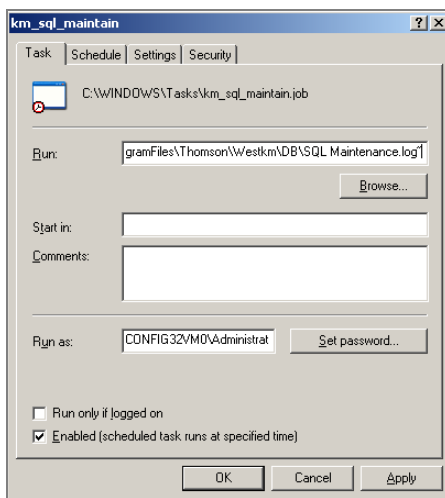 km_sql_maintain
Task Schedule Settings Security
C:\WINDOWS\Tasks\km_sql_maintain.job
Run: gramFiles\Thomson\Westkm\DB\SQL Maintenance.log"
Browse...
Start in:
Comments:
Run as: CONFIG32VM0\Administrat Set password...
Run only if logged on
Enabled (scheduled task runs at specified time)
OK Cancel Apply